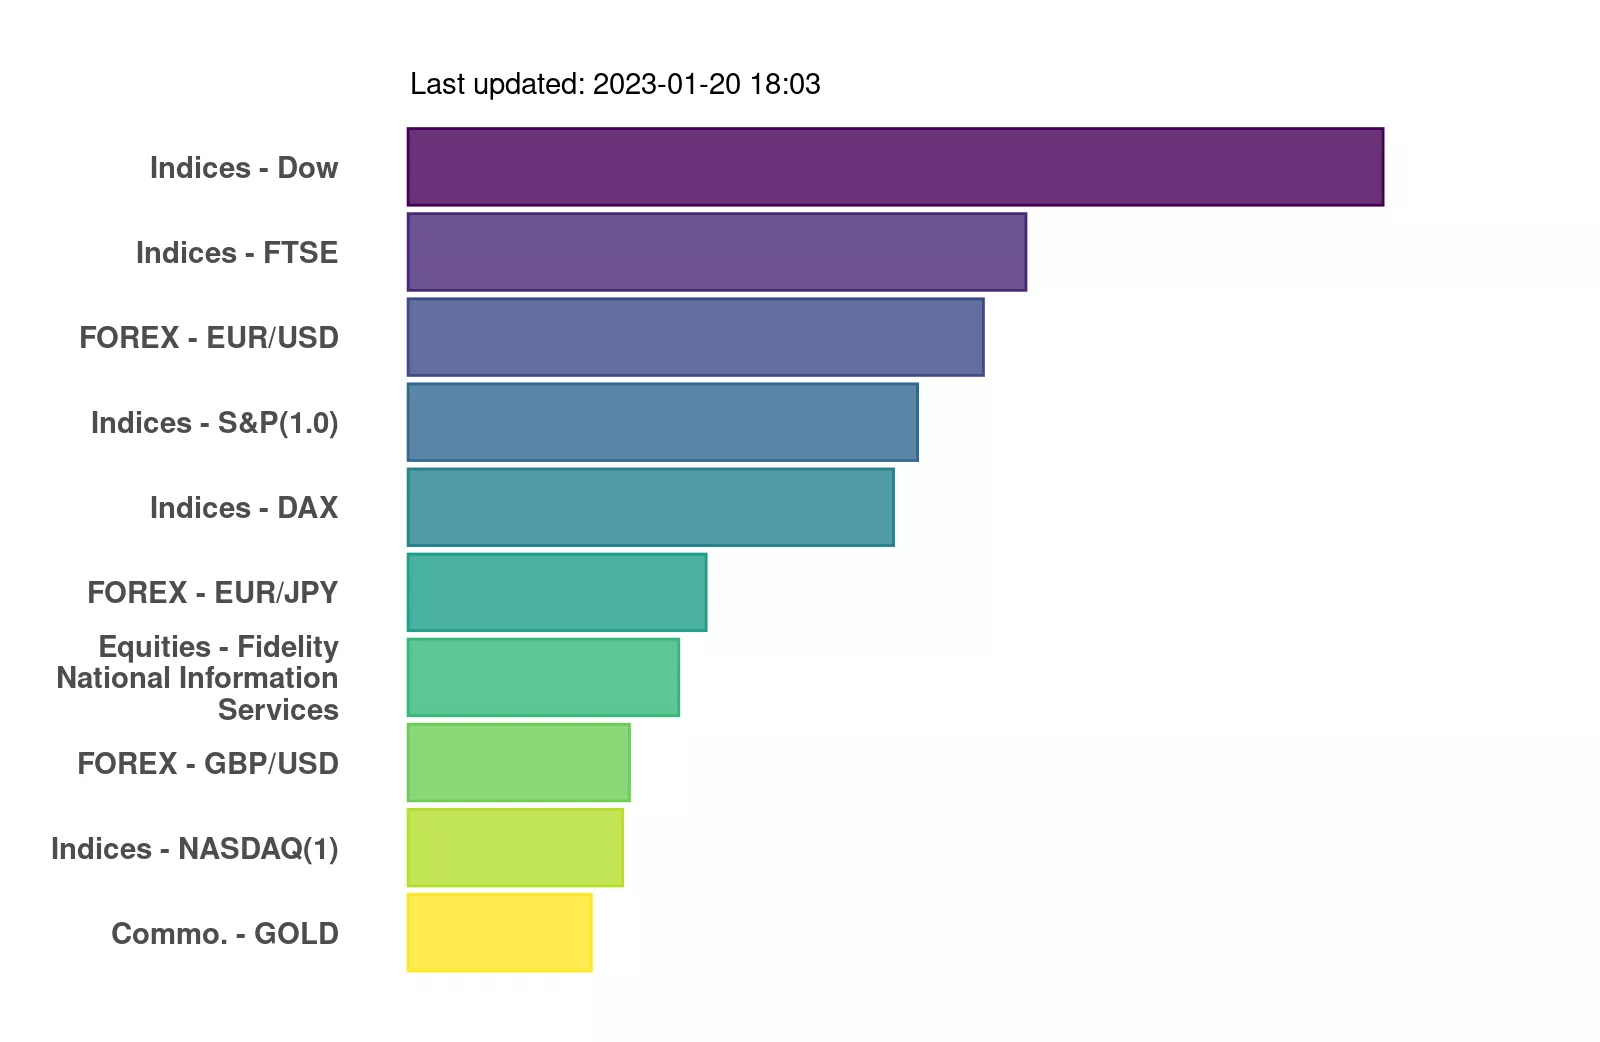 Last updated: 2023-01-20 18:03
Indices - Dow
Indices - FTSE
FOREX - EUR/USD
Indices - S&P(1.0)
Indices - DAX
FOREX - EUR/JPY
Equities - Fidelity
National Information
Services
FOREX - GBP/USD
Indices - NASDAQ(1)
Commo. - GOLD